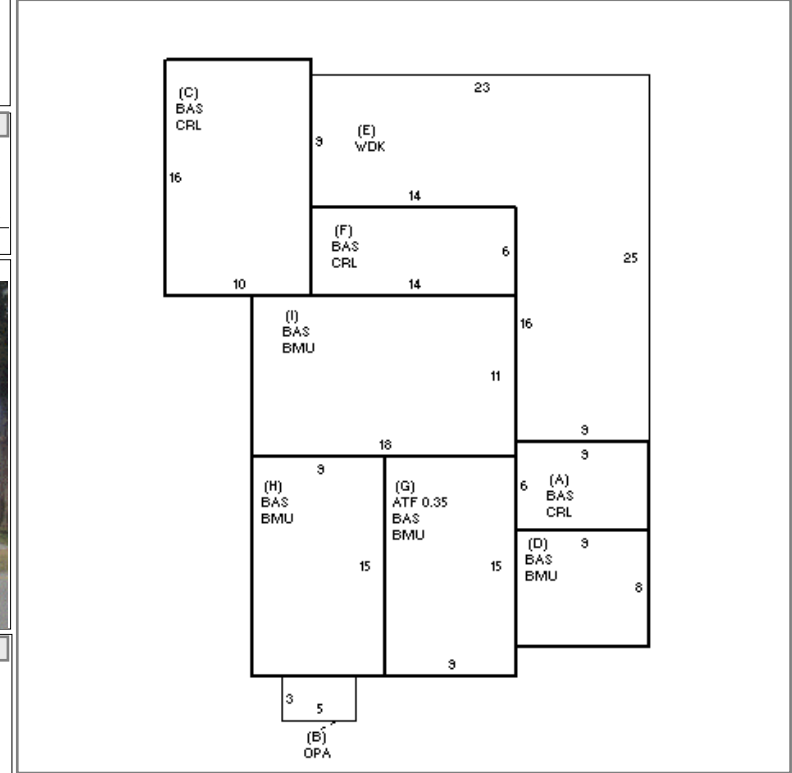 (C)
BAS
CRL
16
10
23
(E)
WDK
9
14
25
(F)
BAS
CRL
6
14
16
(I)
BAS
BMU
11
18
9
9
6
(A)
BAS
CRL
9
(H)
BAS
BMU
15
(G)
ATF 0.35
BAS
BMU
15
9
(D)
BAS
BMU
9
8
3
5
(B)
OPA